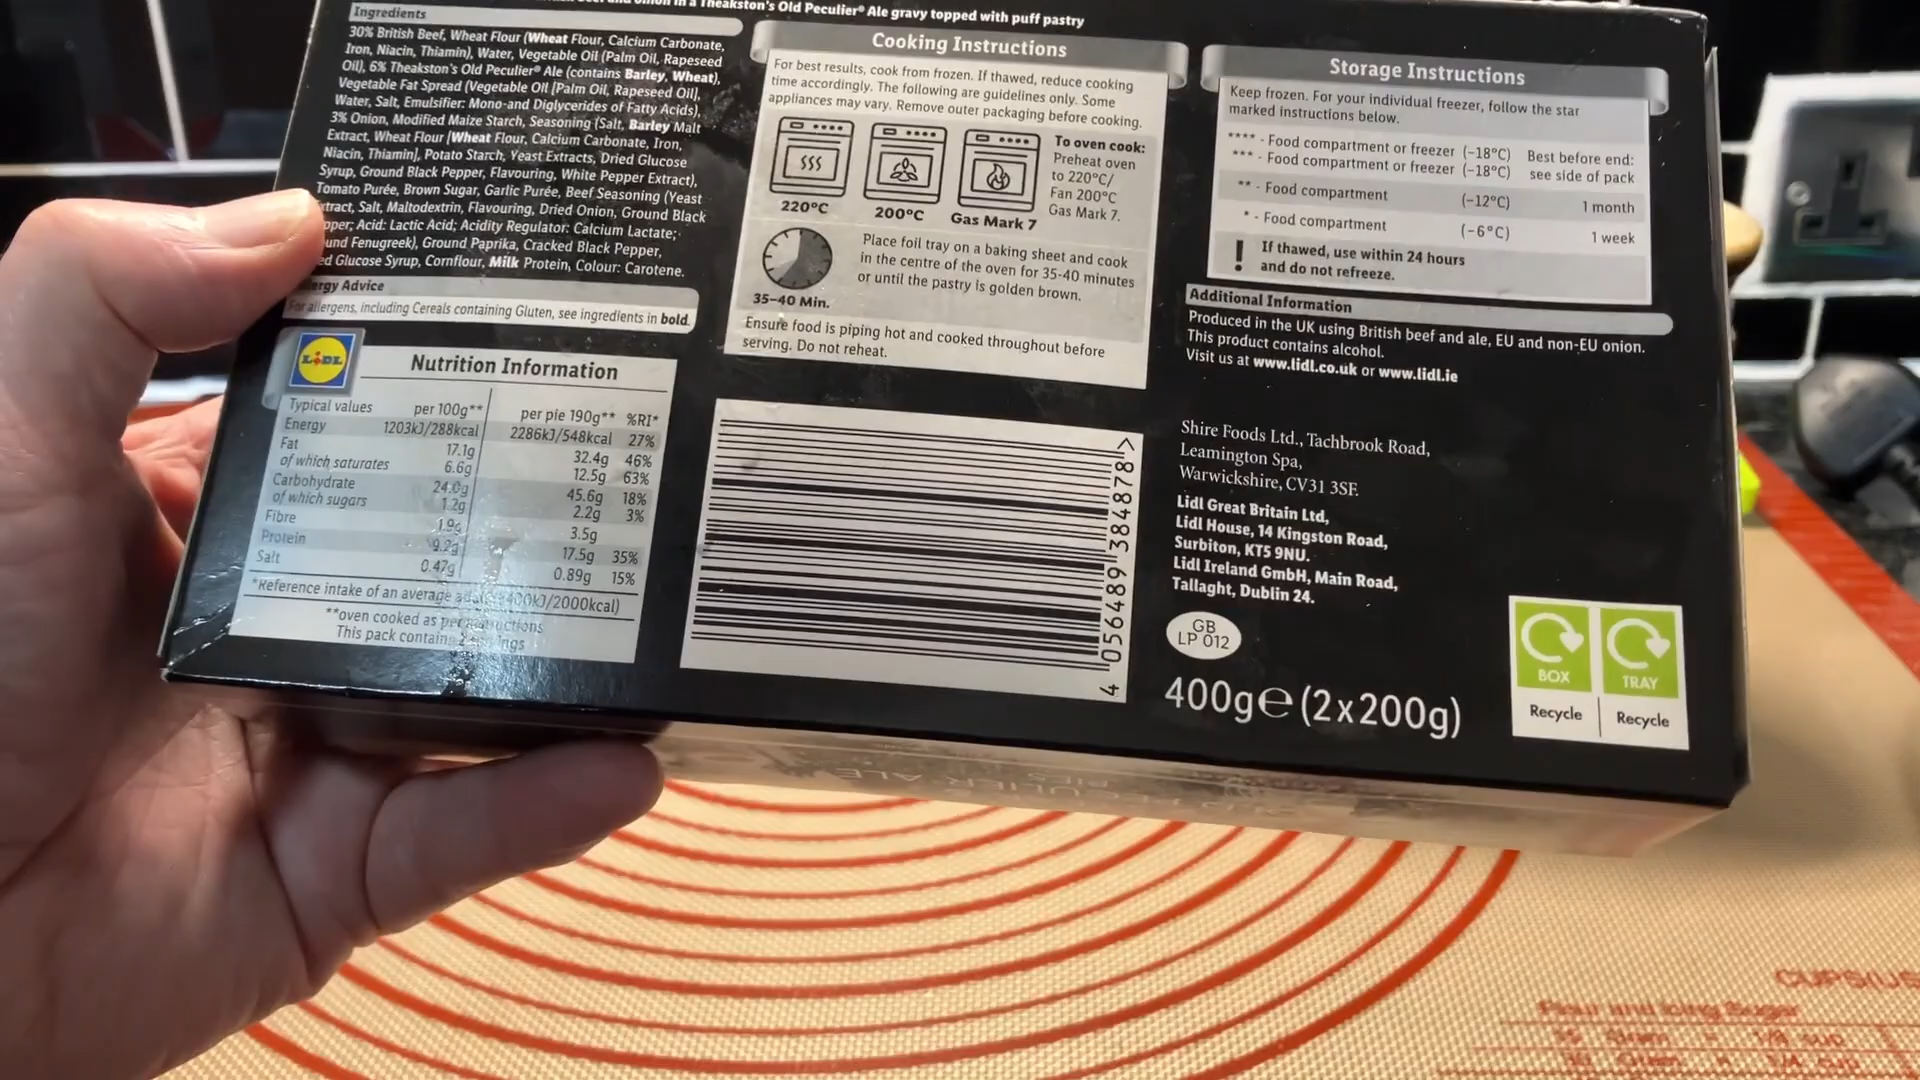 Theakston's Old Peculier® Ale gravy topped with puff pastry
Ingredients
30% British Beef, Wheat Flour (Wheat Flour, Calcium Carbonate,
Iron, Niacin, Thiamin), Water, Vegetable Oil (Palm Oil, Rapeseed
Oil), 6% Theakston's Old Peculier® Ale (contains Barley, Wheat),
Vegetable Fat Spread (Vegetable Oil [Palm Oil, Rapeseed Oil],
Water, Salt, Emulsifier: Mono-and Diglycerides of Fatty Acids),
3% Onion, Modified Maize Starch, Seasoning (Salt, Barley Malt
Extract, Wheat Flour [Wheat Flour, Calcium Carbonate, Iron,
Niacin, Thiamin], Potato Starch, Yeast Extracts, Dried Glucose
Syrup, Ground Black Pepper, Flavouring, White Pepper Extract),
Tomato Purée, Brown Sugar, Garlic Purée, Beef Seasoning (Yeast
Salt, Maltodextrin, Flavouring, Dried Onion, Ground Black
Acid: Lactic Acid; Acidity Regulator: Calcium Lactate;
Fenugreek), Ground Paprika, Cracked Black Pepper,
Glucose Syrup, Cornflour, Milk Protein, Colour: Carotene.
Advice
For allergens, including Cereals containing Gluten, see ingredients in bold.
LIDL
Nutrition Information
Typical values per 100g** per pie 190g** %RI*
Energy 1203kJ/288kcal 2286kJ/548kcal 27%
Fat 17.1g 32.4g 46%
of which saturates 6.6g 12.5g 63%
Carbohydrate 24.0g 45.6g 18%
of which sugars 1.2g 2.2g 3%
Fibre 1.9g 3.5g
Protein 9.2g 17.5g 35%
Salt 0.47g 0.89g 15%
*Reference intake of an average (8400kJ/2000kcal)
**oven cooked as per instructions
This pack contains 2
Cooking Instructions
For best results, cook from frozen. If thawed, reduce cooking
time accordingly. The following are guidelines only. Some
appliances may vary. Remove outer packaging before cooking.
220°C
200°C
Gas Mark 7
To oven cook:
Preheat oven
to 220°C/
Fan 200°C
Gas Mark 7.
35-40 Min.
Place foil tray on a baking sheet and cook
in the centre of the oven for 35-40 minutes
or until the pastry is golden brown.
Ensure food is piping hot and cooked throughout before
serving. Do not reheat.
4 056489 384878 >
Storage Instructions
Keep frozen. For your individual freezer, follow the star
marked instructions below.
**** - Food compartment or freezer (-18°C) Best before end:
*** - Food compartment or freezer (-18°C) see side of pack
** - Food compartment (-12°C) 1 month
* - Food compartment (-6°C) 1 week
! If thawed, use within 24 hours
and do not refreeze.
Additional Information
Produced in the UK using British beef and ale, EU and non-EU onion.
This product contains alcohol.
Visit us at www.lidl.co.uk or www.lidl.ie
Shire Foods Ltd., Tachbrook Road,
Leamington Spa,
Warwickshire, CV31 3SF.
Lidl Great Britain Ltd,
Lidl House, 14 Kingston Road,
Surbiton, KT5 9NU.
Lidl Ireland GmbH, Main Road,
Tallaght, Dublin 24.
GB
LP 012
400g℮ (2x200g)
BOX
Recycle
TRAY
Recycle
PECULIER ALE
PIES
CUPS(US
Flour and Icing Sugar